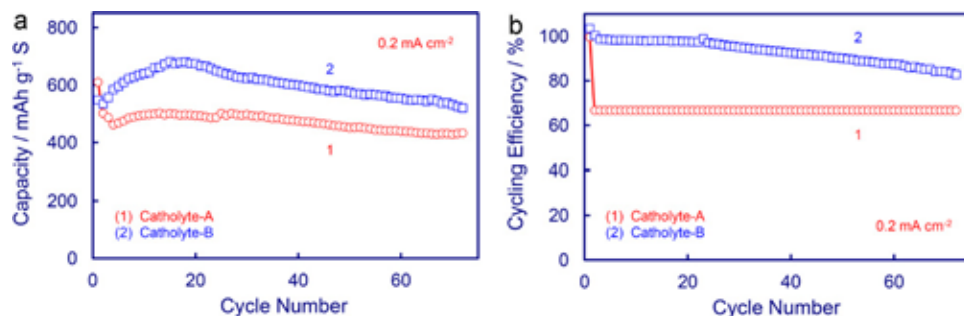 a
Capacity / mAh g⁻¹ S
800
600
400
200
0
0.2 mA cm⁻²
2
1
(1) Catholyte-A
(2) Catholyte-B
0 20 40 60
Cycle Number
b
Cycling Efficiency / %
100
80
60
40
20
0
2
1
(1) Catholyte-A
(2) Catholyte-B
0.2 mA cm⁻²
0 20 40 60
Cycle Number